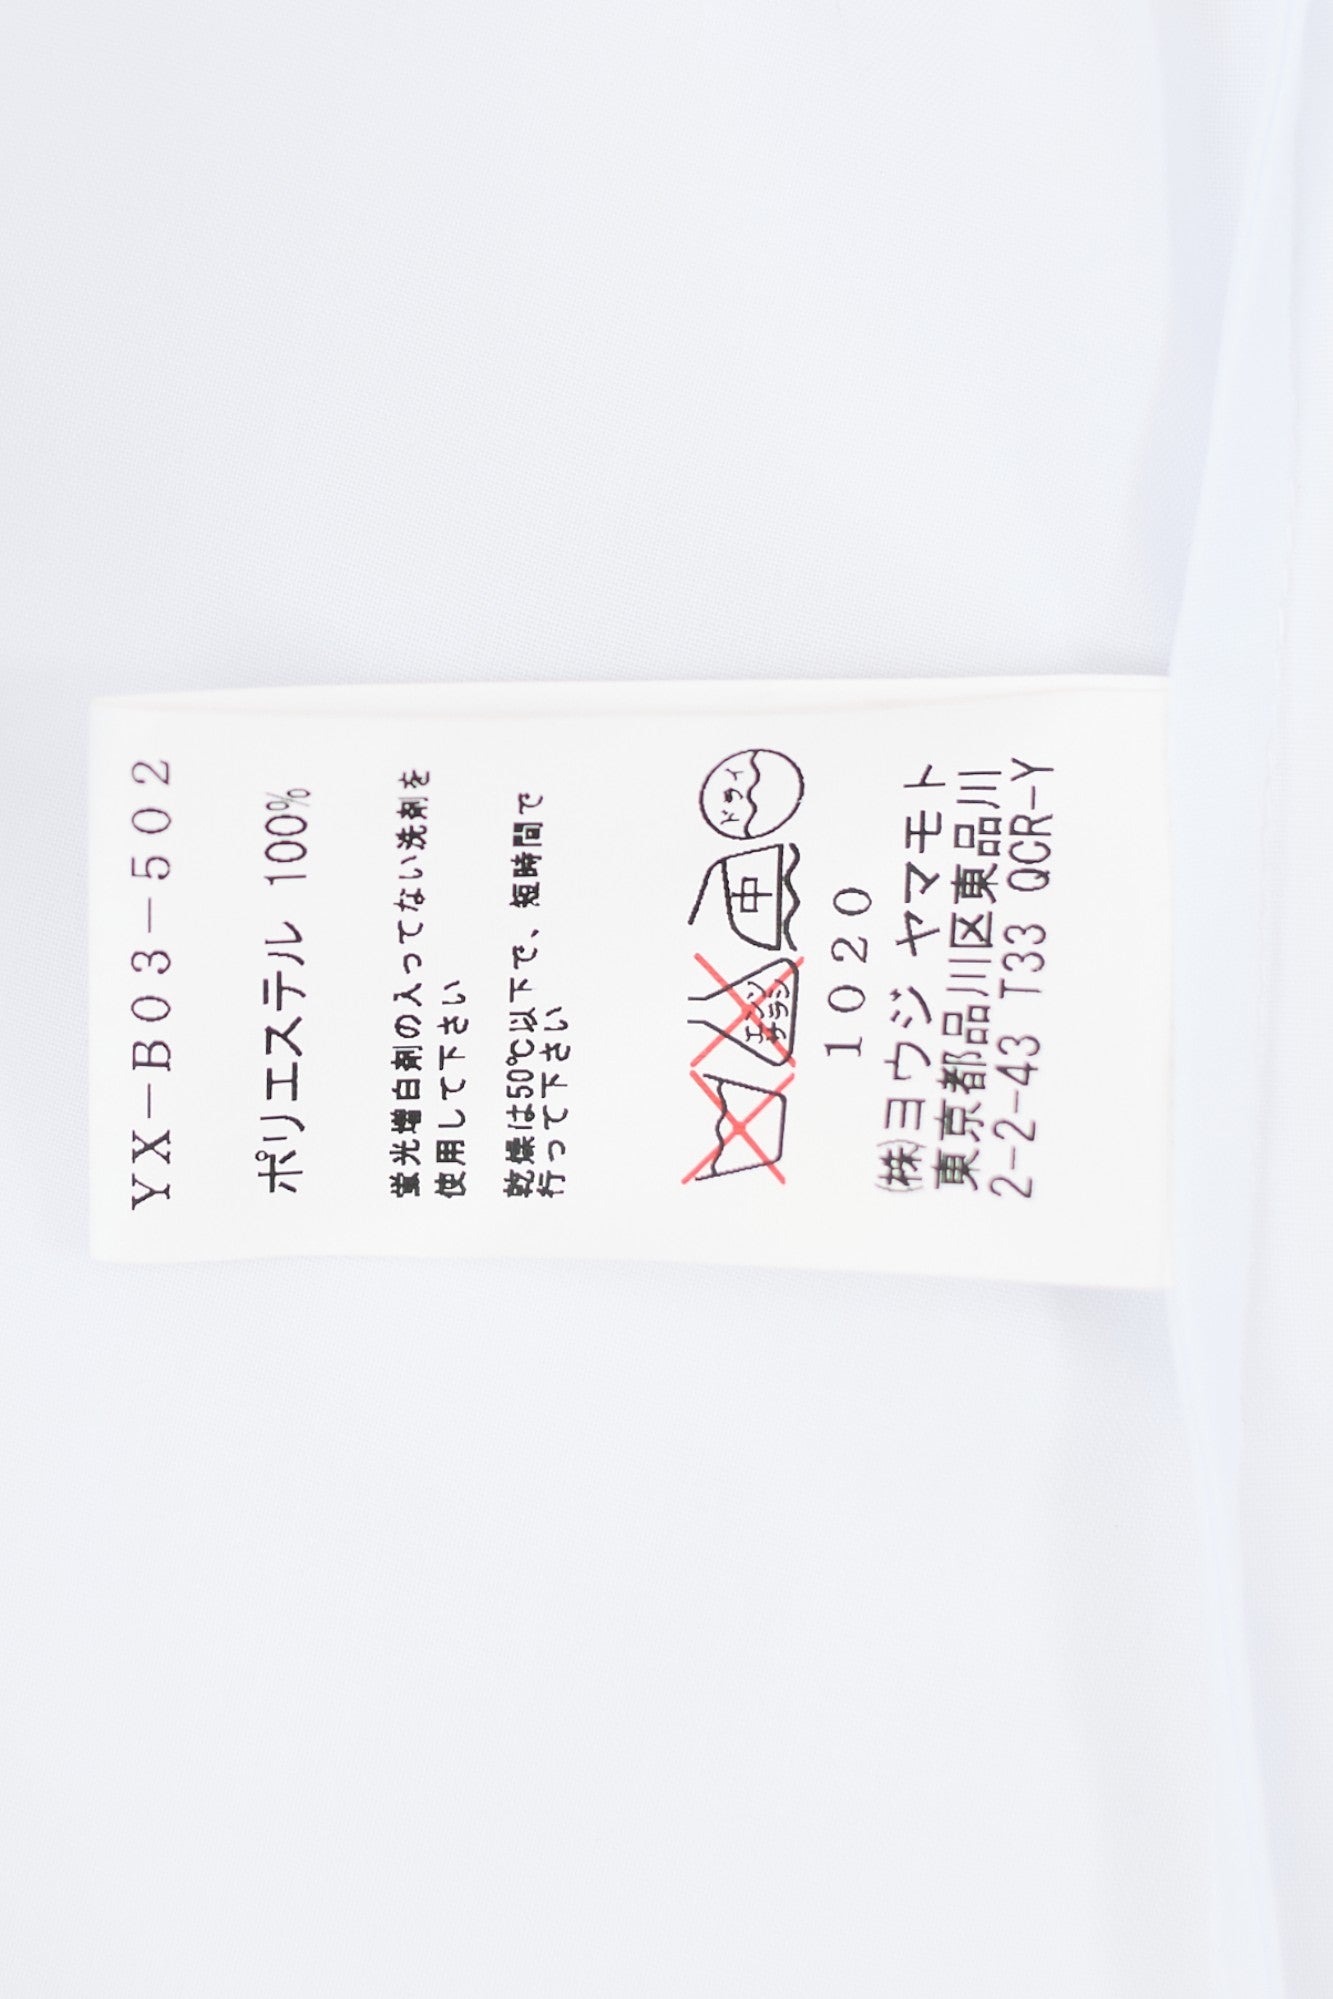 YX-B03-502
ポリエステル 100%
蛍光増白剤の入ってない洗剤を
使用して下さい
乾燥は50℃以下で、短時間で
行って下さい
エンソ
サラシ
中
ドライ
1020
㈱ヨウジ ヤマモト
東京都品川区東品川
2-2-43 T33 QCR-Y